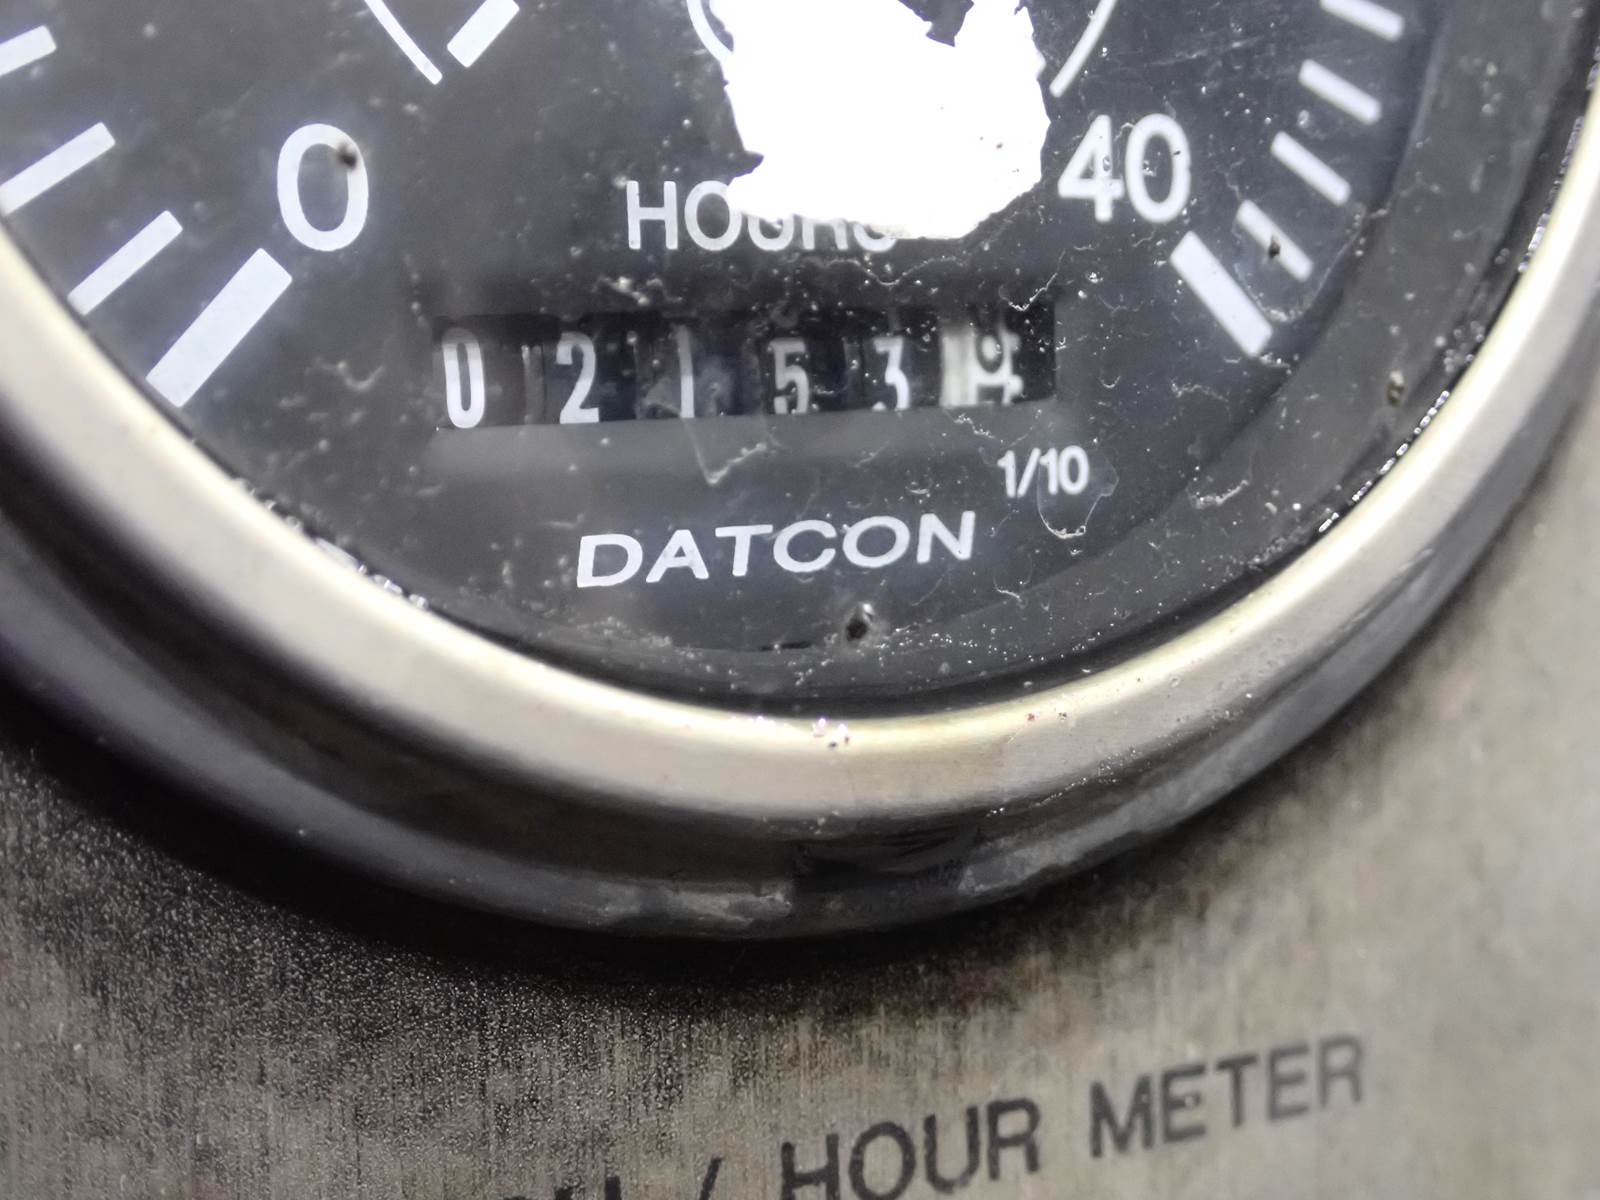 0 40
HOURS
0 2 1 5 3
1/10
DATCON
/ HOUR METER